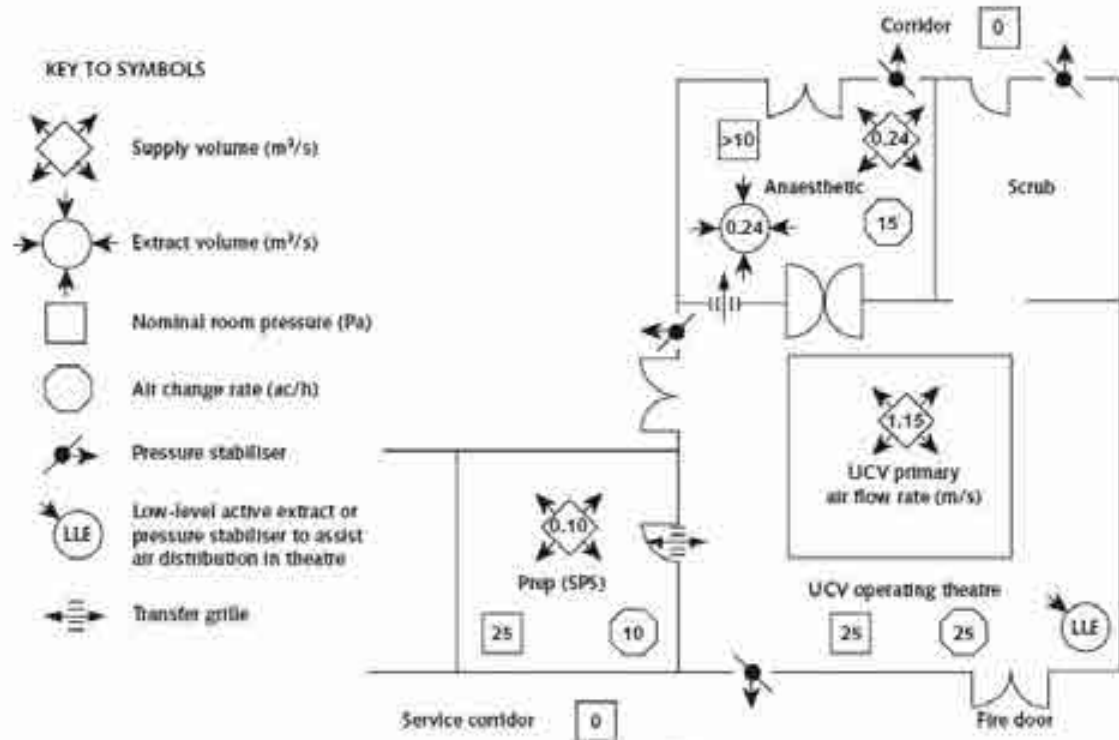 KEY TO SYMBOLS
Supply volume (m³/s)
Extract volume (m³/s)
Nominal room pressure (Pa)
Air change rate (ac/h)
Pressure stabiliser
LLE
Low-level active extract or
pressure stabiliser to assist
air distribution in theatre
Transfer grille
Corridor
0
>10
0.24
Anaesthetic
Scrub
0.24
15
1.15
UCV primary
air flow rate (m/s)
0.10
Prep (SPS)
25
10
UCV operating theatre
25
25
LLE
Service corridor
0
Fire door